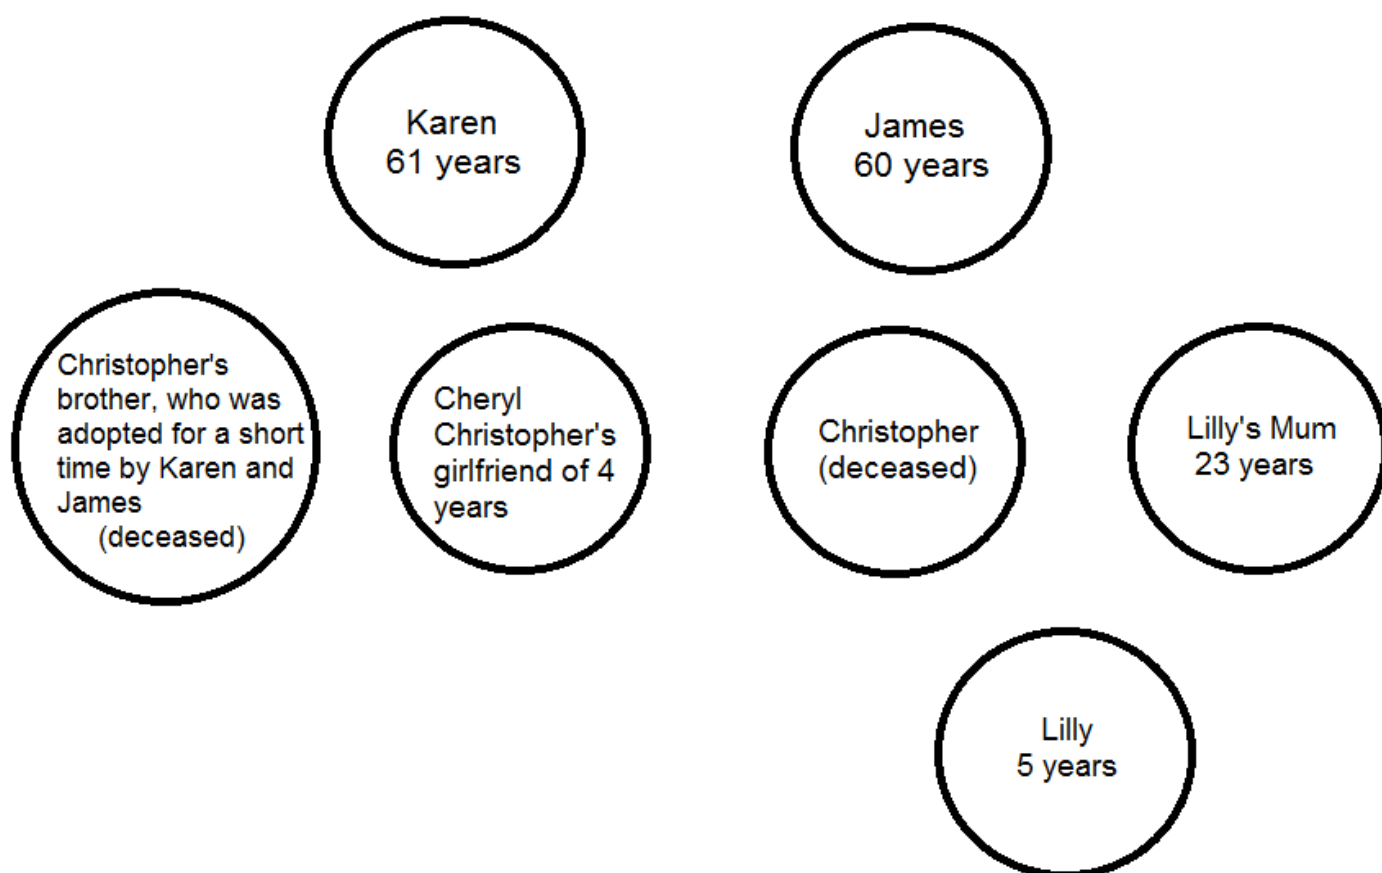 Karen
61 years
James
60 years
Christopher's
brother, who was
adopted for a short
time by Karen and
James
(deceased)
Cheryl
Christopher's
girlfriend of 4
years
Christopher
(deceased)
Lilly's Mum
23 years
Lilly
5 years